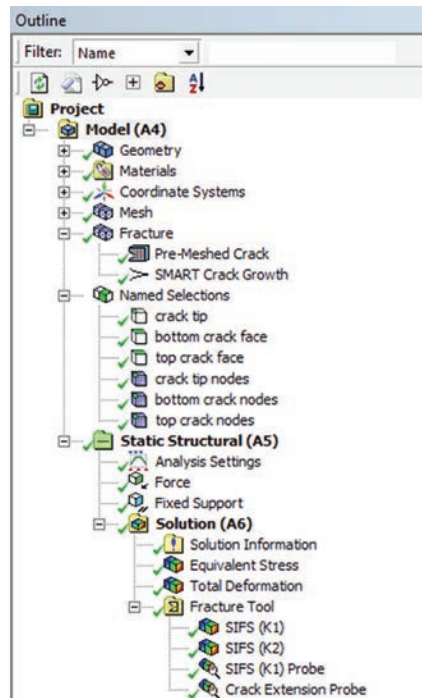 Outline
Filter: Name
Project
Model (A4)
Geometry
Materials
Coordinate Systems
Mesh
Fracture
Pre-Meshed Crack
SMART Crack Growth
Named Selections
crack tip
bottom crack face
top crack face
crack tip nodes
bottom crack nodes
top crack nodes
Static Structural (A5)
Analysis Settings
Force
Fixed Support
Solution (A6)
Solution Information
Equivalent Stress
Total Deformation
Fracture Tool
SIFS (K1)
SIFS (K2)
SIFS (K1) Probe
Crack Extension Probe